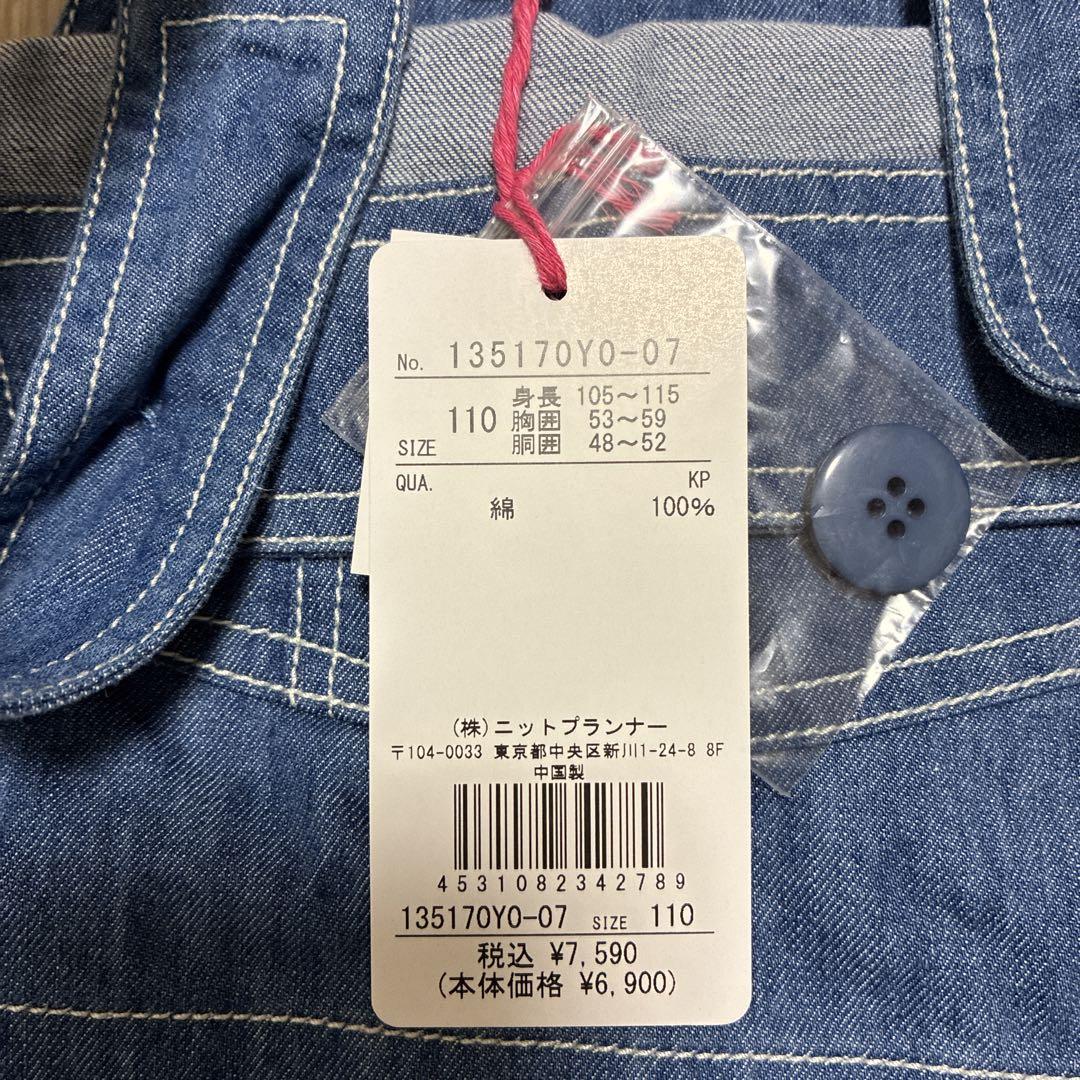 No. 135170Y0-07
身長 105～115
110 胸囲 53～59
SIZE 胴囲 48～52
QUA. KP
綿 100%
(株)ニットプランナー
〒104-0033 東京都中央区新川1-24-8 8F
中国製
4531082342789
135170Y0-07 SIZE 110
税込 ¥7,590
(本体価格 ¥6,900)